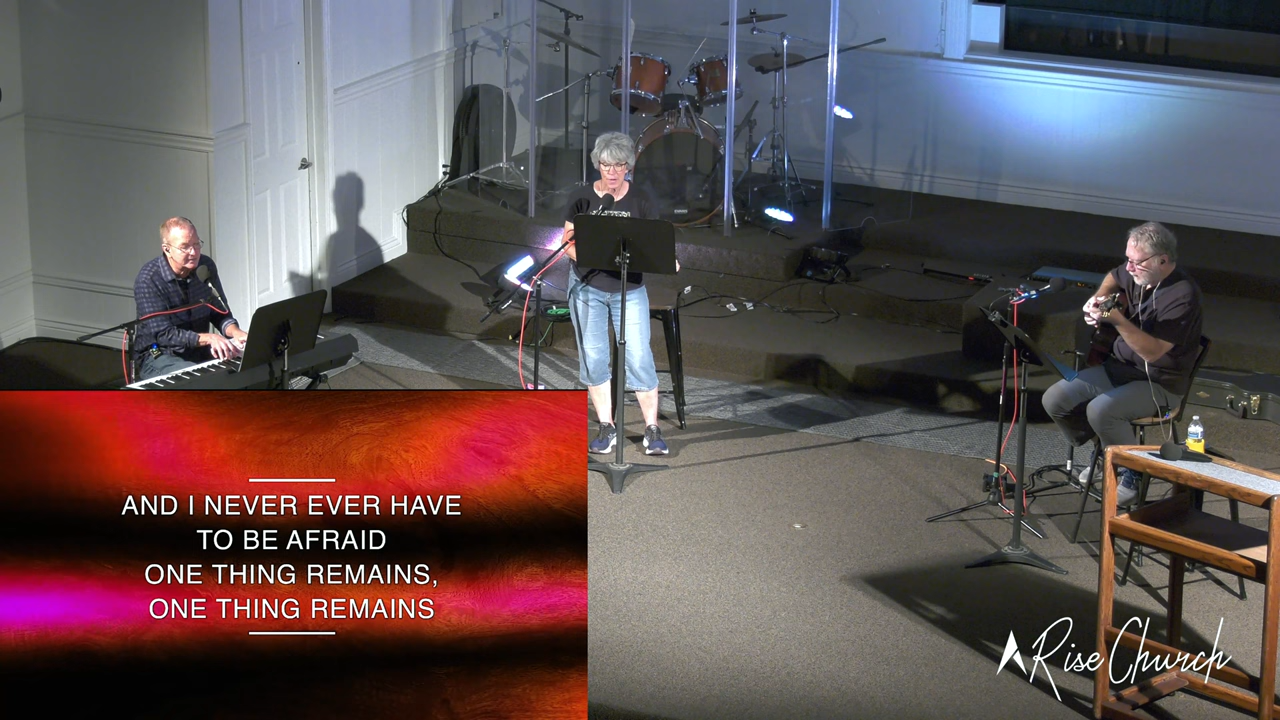 AND I NEVER EVER HAVE
TO BE AFRAID
ONE THING REMAINS,
ONE THING REMAINS
Rise Church